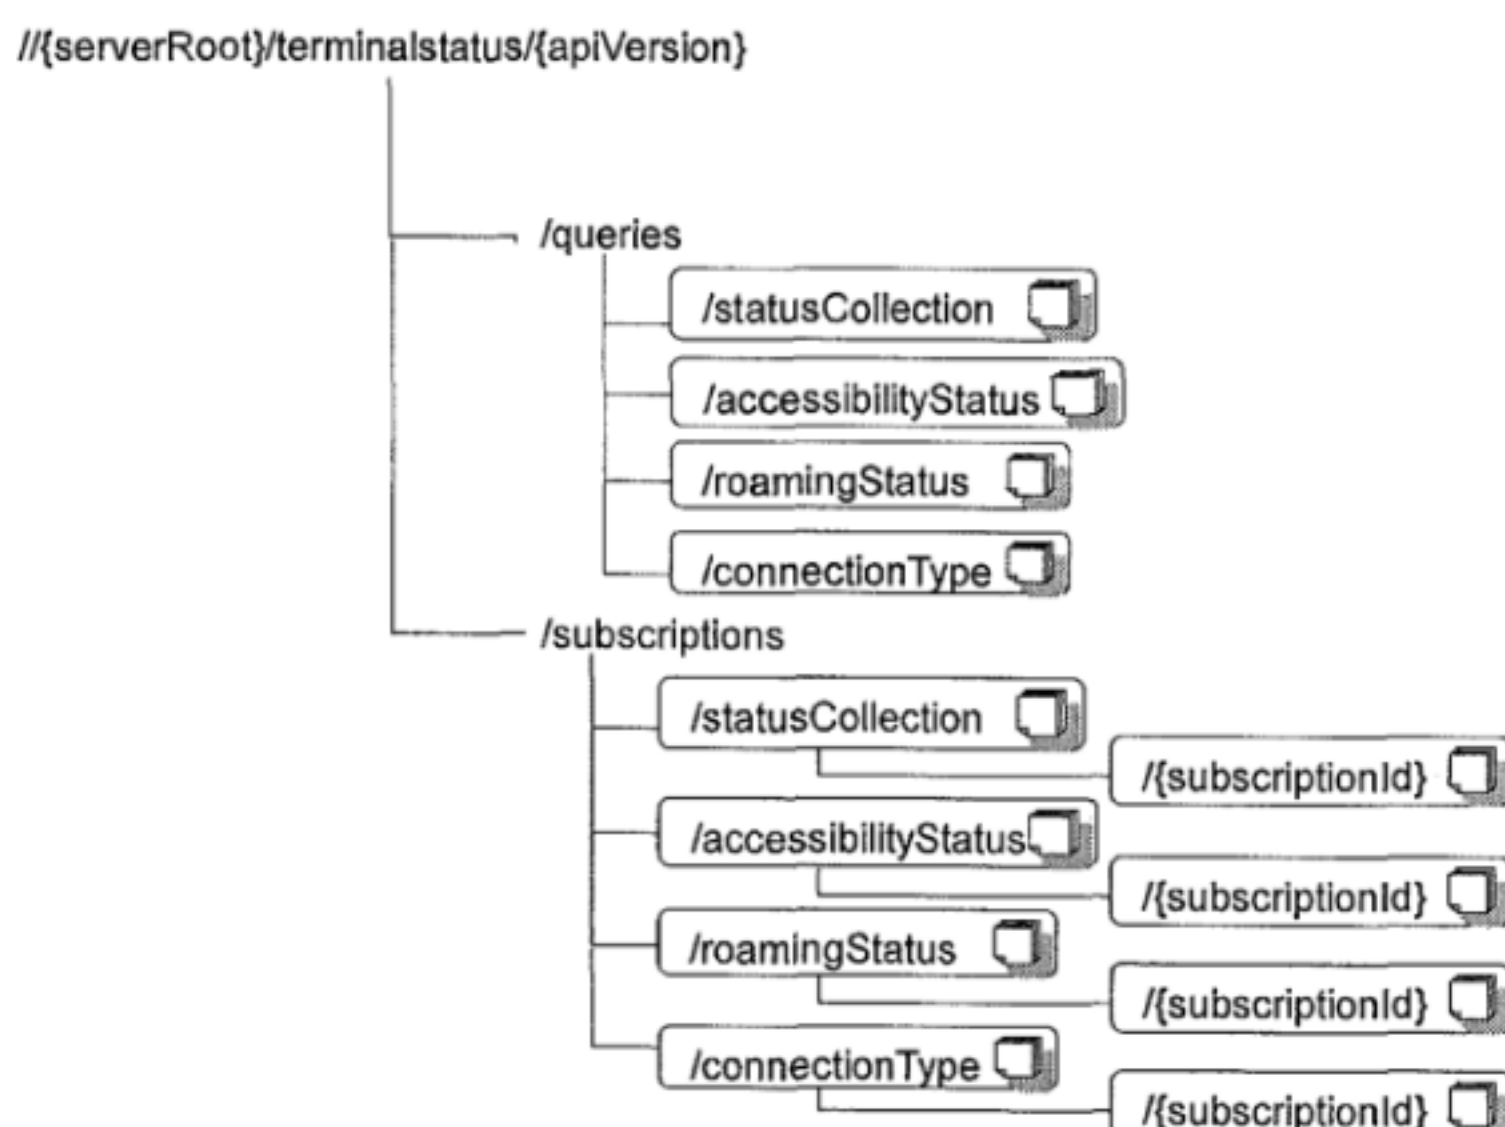 //{serverRoot}/terminalstatus/{apiVersion}
/queries
/statusCollection
/accessibilityStatus
/roamingStatus
/connectionType
/subscriptions
/statusCollection
/{subscriptionId}
/accessibilityStatus
/{subscriptionId}
/roamingStatus
/{subscriptionId}
/connectionType
/{subscriptionId}